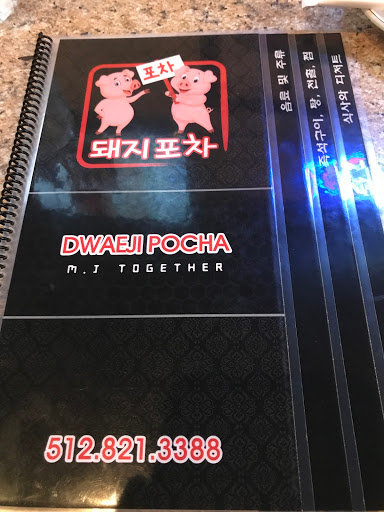 포차
돼지포차
DWAEJI POCHA
M.J TOGETHER
512.821.3388
음료 및 주류
즉석구이, 탕, 전골, 찜
식사와 디저트